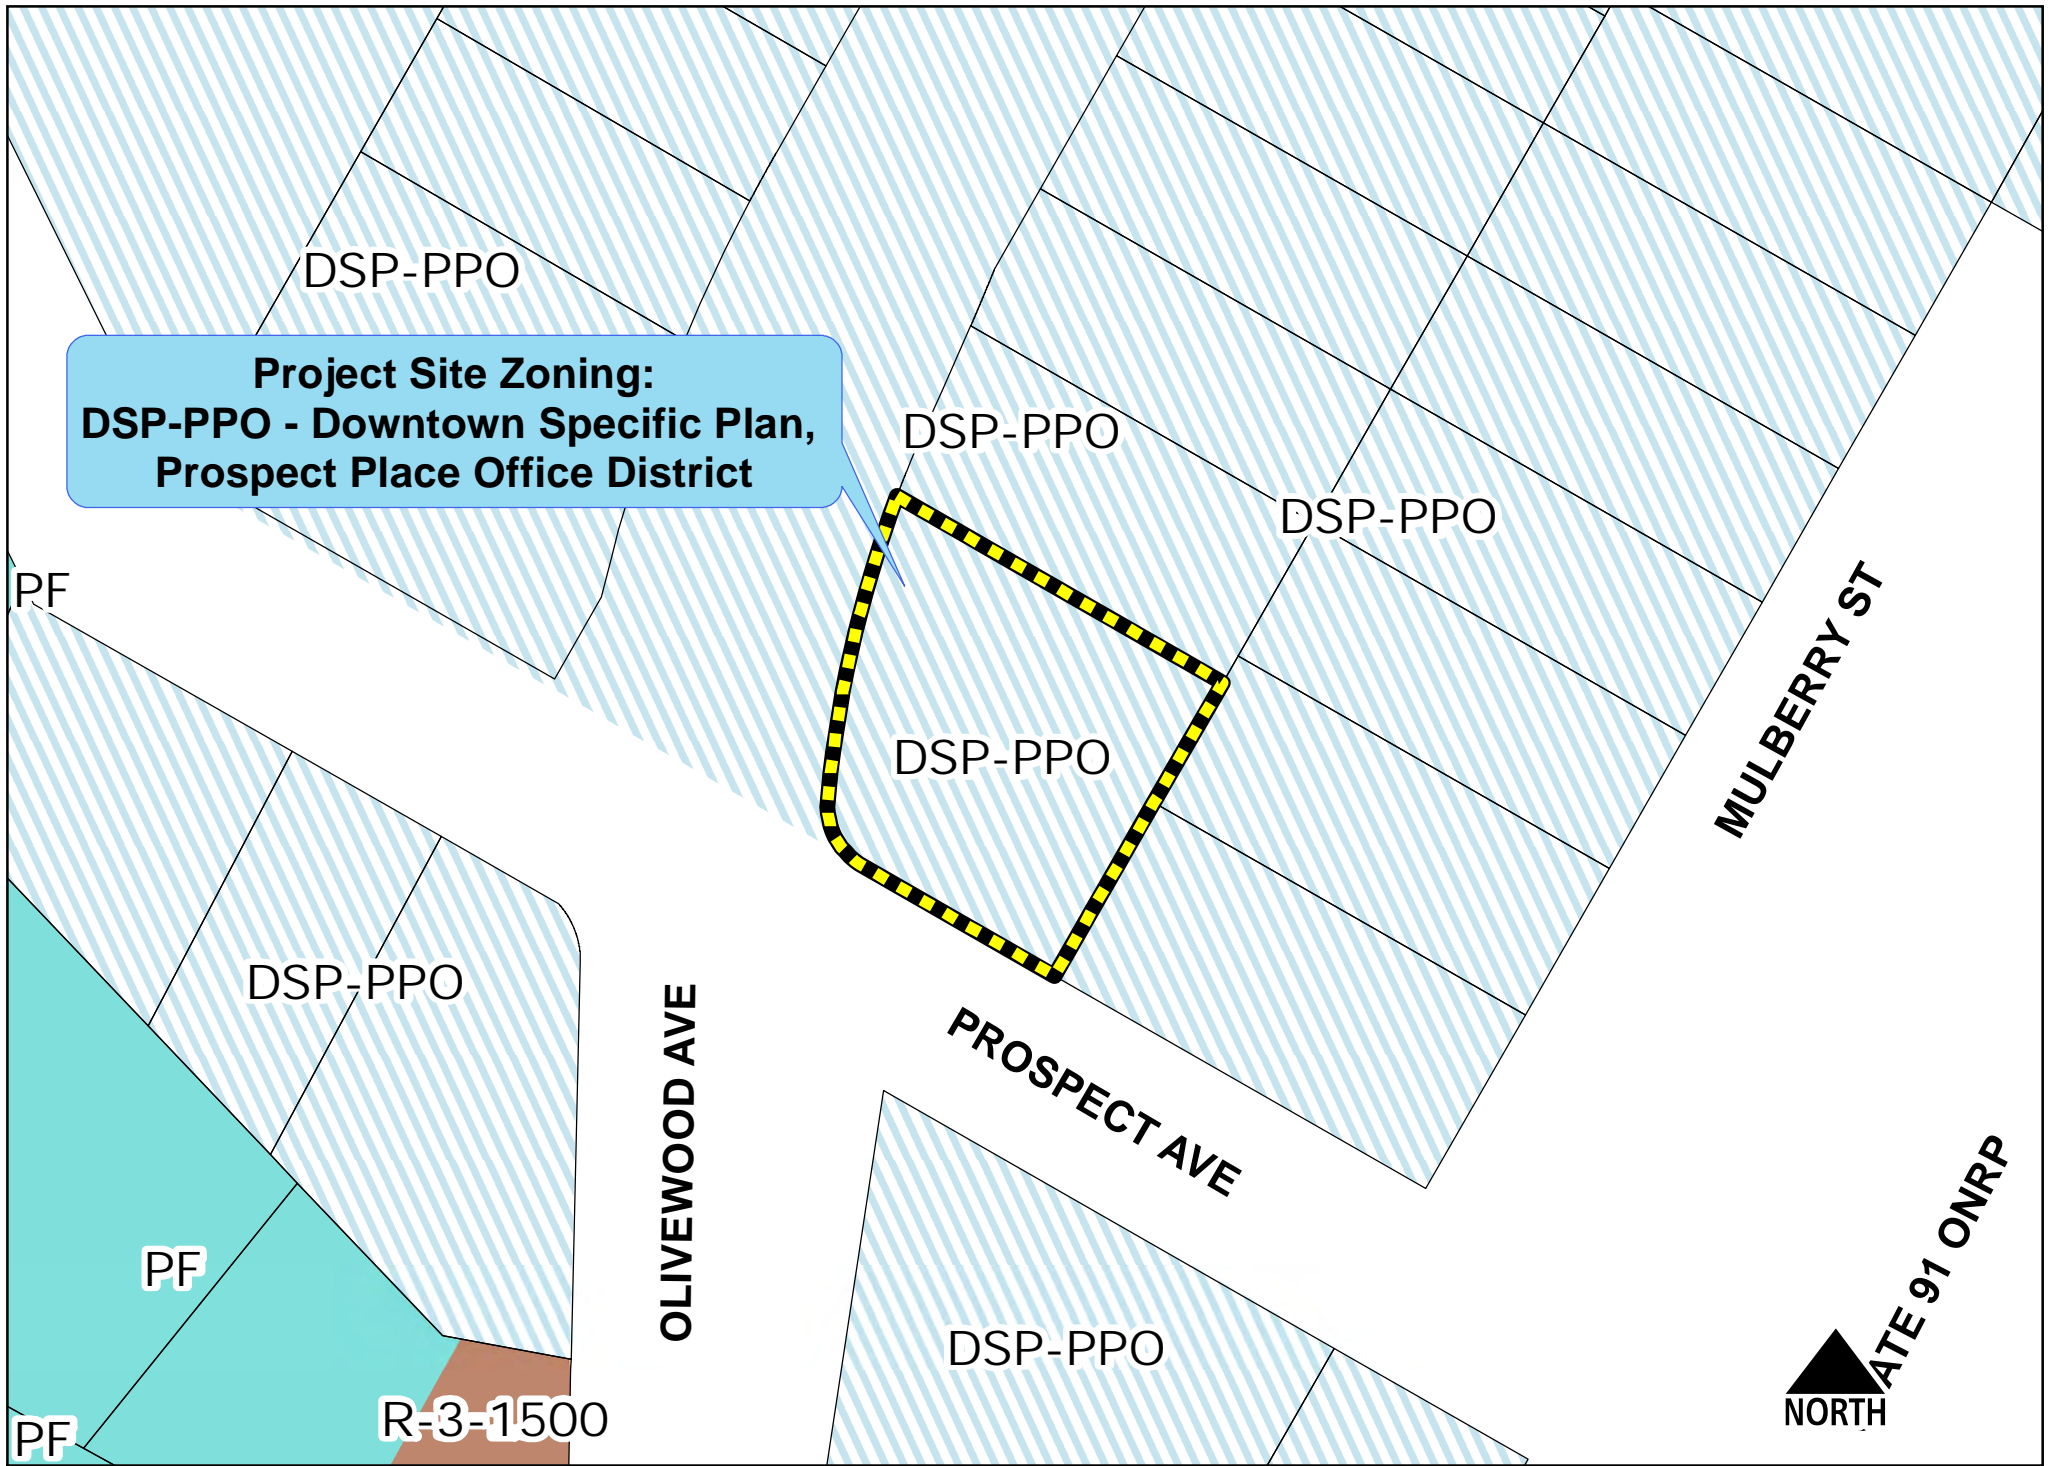 DSP-PPO
Project Site Zoning:
DSP-PPO - Downtown Specific Plan,
Prospect Place Office District
DSP-PPO
DSP-PPO
PF
MULBERRY ST
DSP-PPO
DSP-PPO
OLIVEWOOD AVE
PROSPECT AVE
PF
DSP-PPO
ATE 91 ONRP
R-3-1500
PF
NORTH